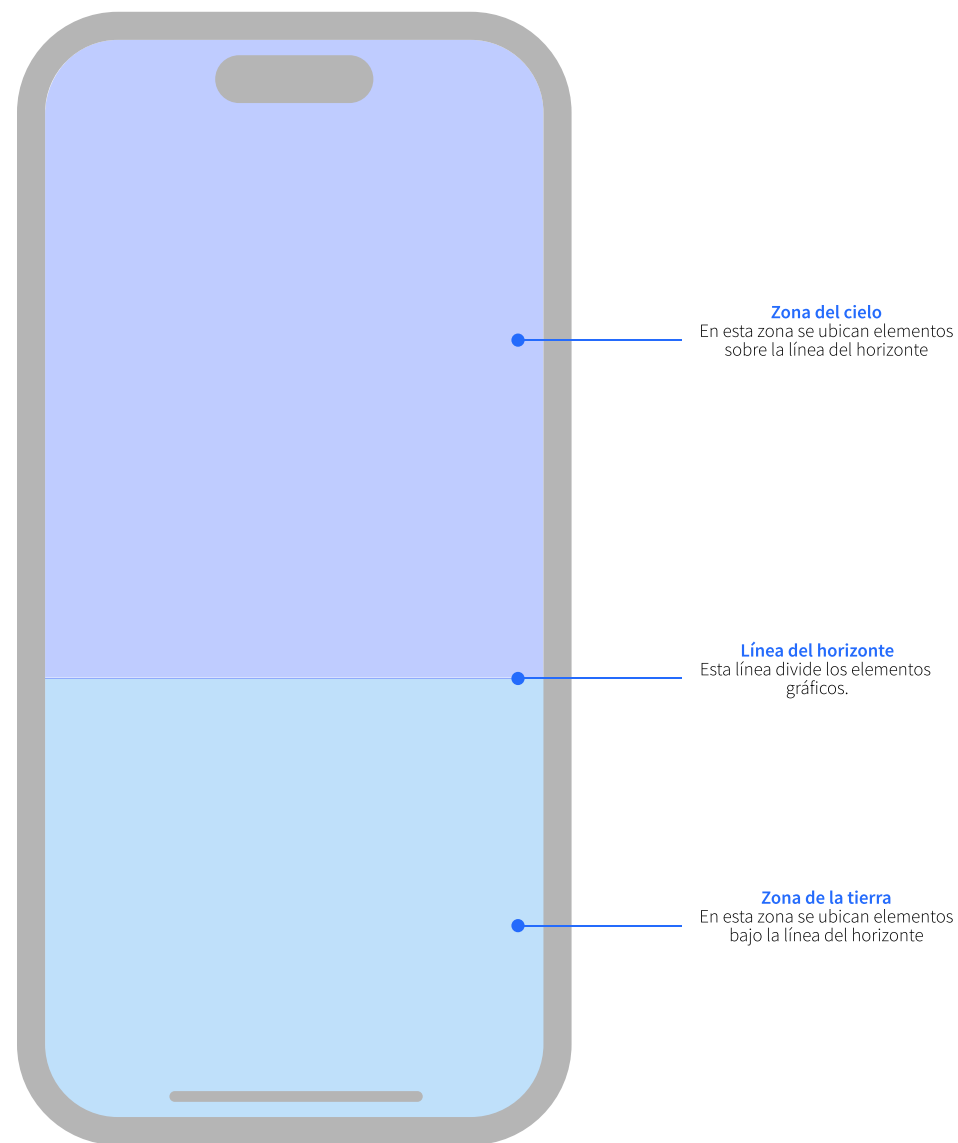 Zona del cielo
En esta zona se ubican elementos
sobre la línea del horizonte
Línea del horizonte
Esta línea divide los elementos
gráficos.
Zona de la tierra
En esta zona se ubican elementos
bajo la línea del horizonte